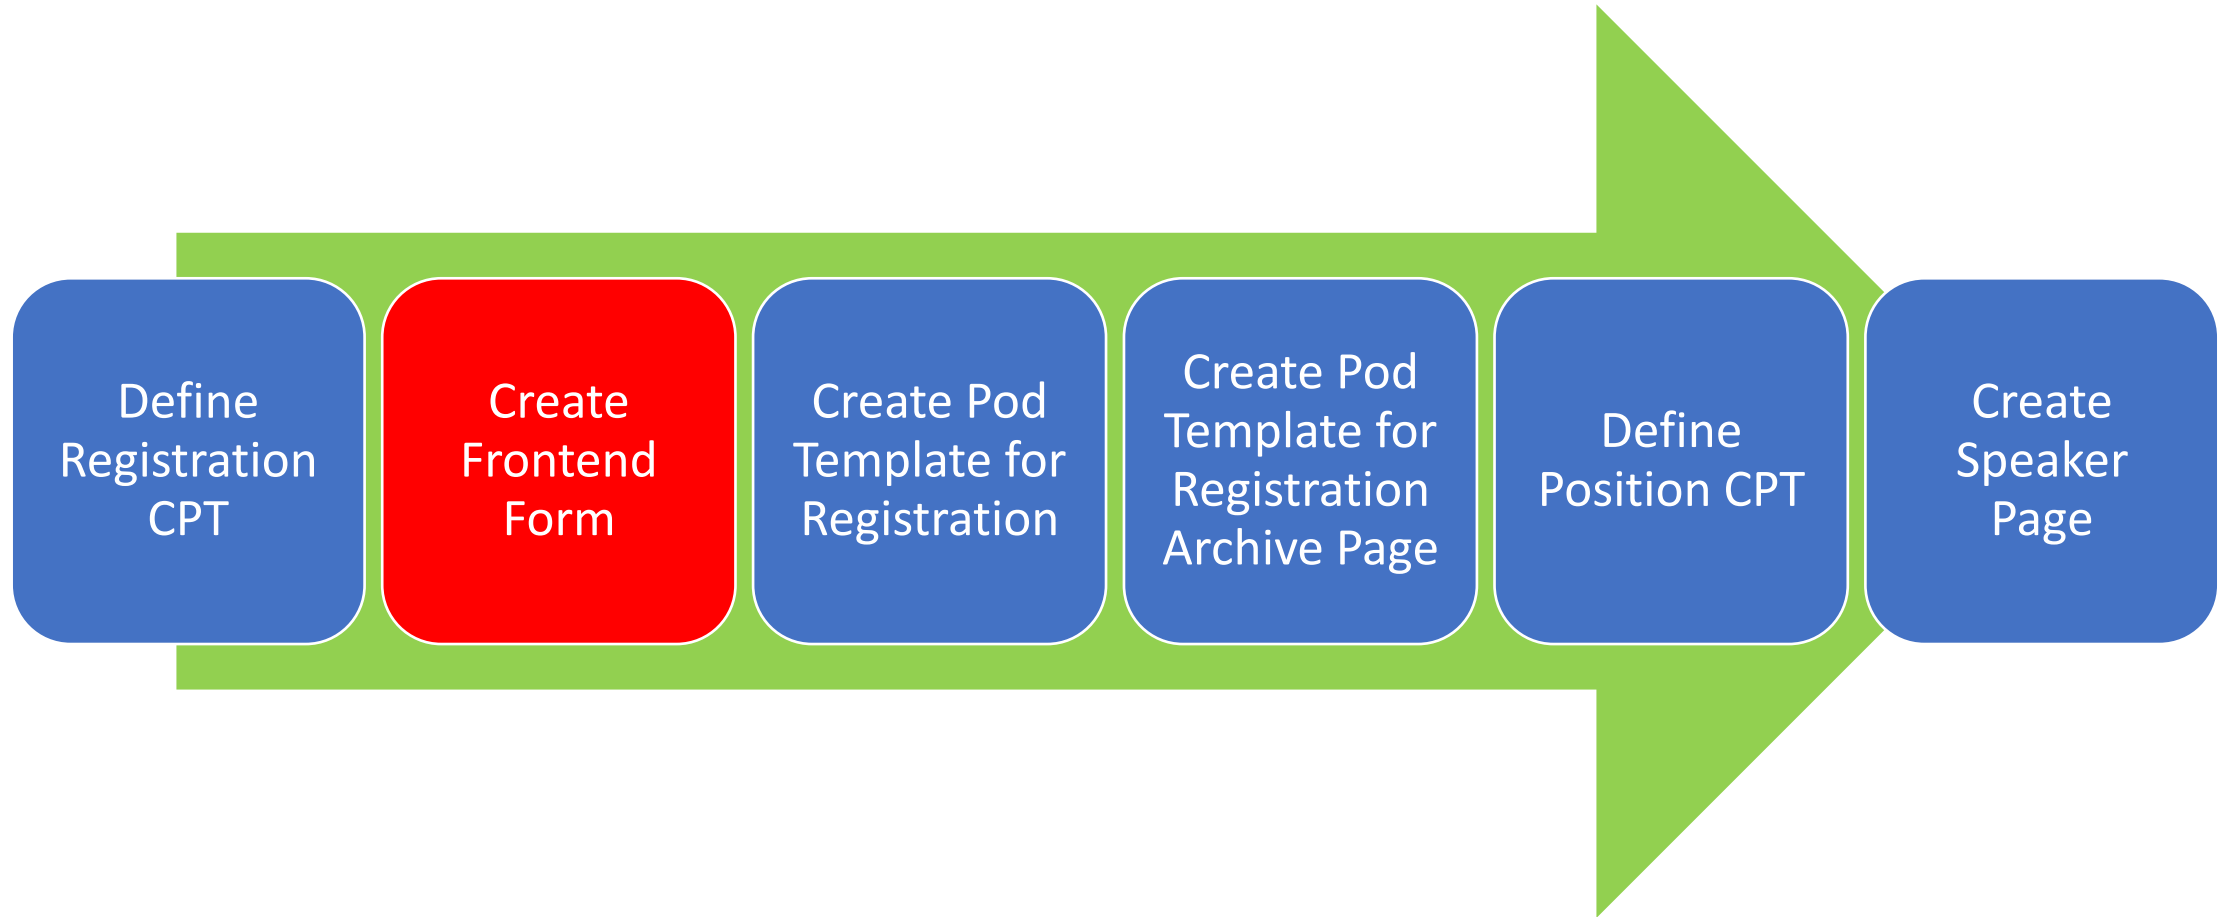 Define
Registration
CPT
Create
Frontend
Form
Create Pod
Template for
Registration
Create Pod
Template for
Registration
Archive Page
Define
Position CPT
Create
Speaker
Page